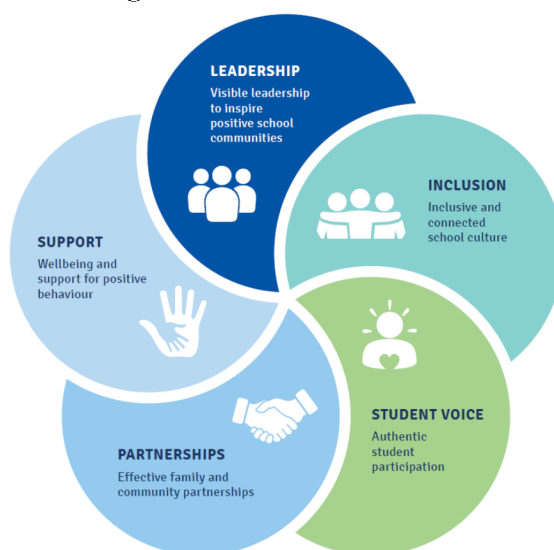 LEADERSHIP
Visible leadership
to inspire
positive school
communities
INCLUSION
Inclusive and
connected
school culture
STUDENT VOICE
Authentic
student
participation
PARTNERSHIPS
Effective family and
community partnerships
SUPPORT
Wellbeing and
support for positive
behaviour